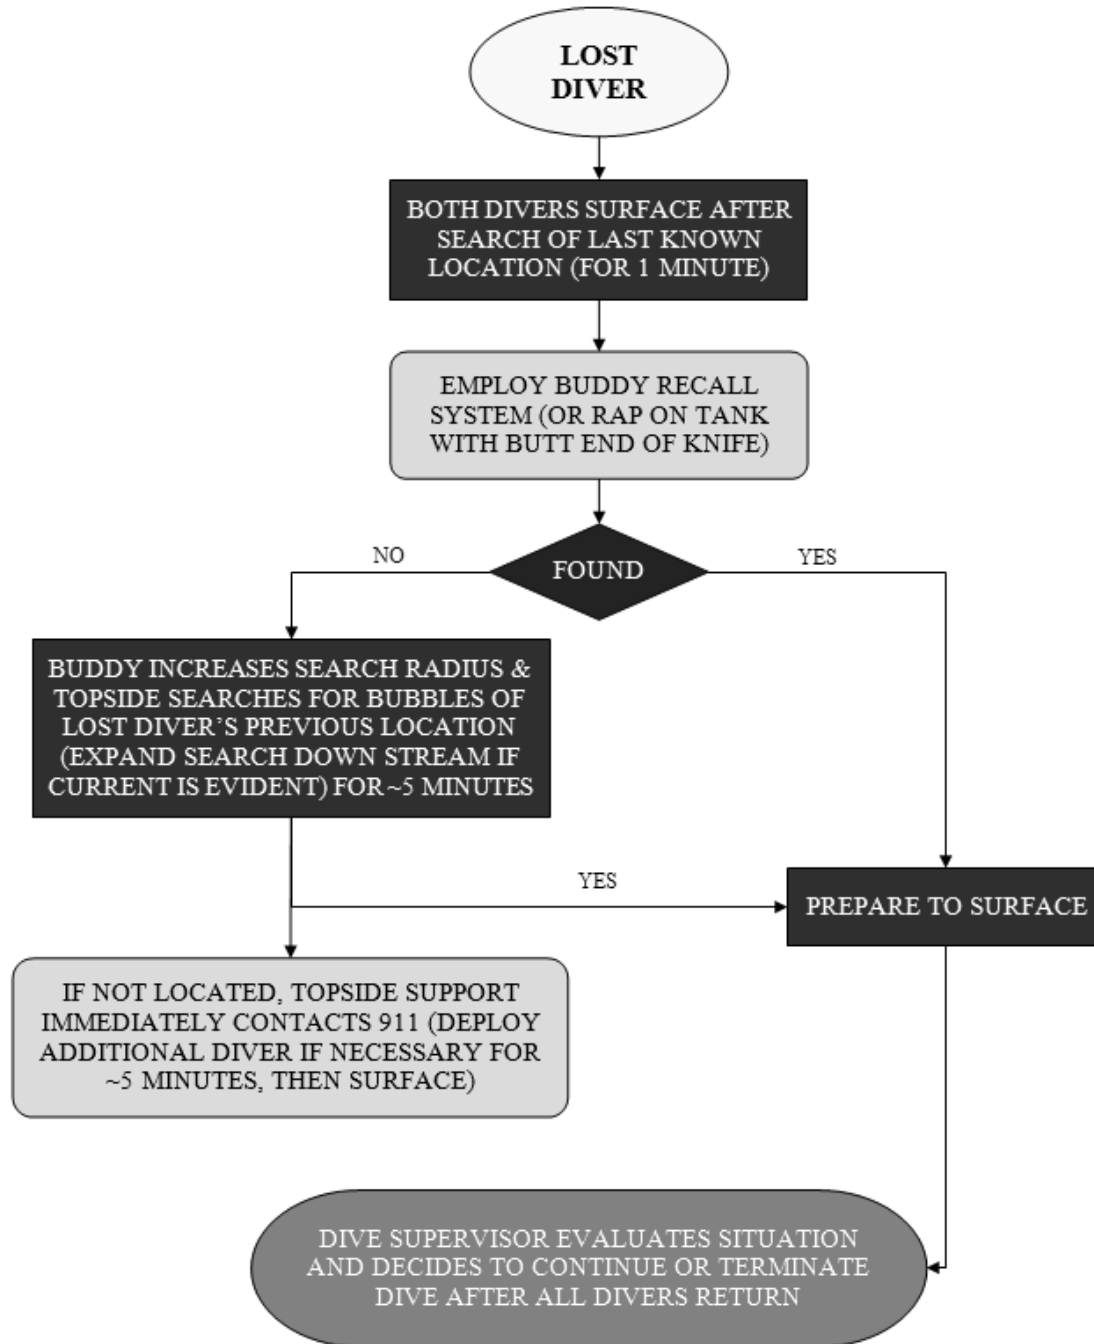 LOST
DIVER
BOTH DIVERS SURFACE AFTER
SEARCH OF LAST KNOWN
LOCATION (FOR 1 MINUTE)
EMPLOY BUDDY RECALL
SYSTEM (OR RAP ON TANK
WITH BUTT END OF KNIFE)
FOUND
NO
YES
BUDDY INCREASES SEARCH RADIUS &
TOPSIDE SEARCHES FOR BUBBLES OF
LOST DIVER’S PREVIOUS LOCATION
(EXPAND SEARCH DOWN STREAM IF
CURRENT IS EVIDENT) FOR ~5 MINUTES
YES
PREPARE TO SURFACE
IF NOT LOCATED, TOPSIDE SUPPORT
IMMEDIATELY CONTACTS 911 (DEPLOY
ADDITIONAL DIVER IF NECESSARY FOR
~5 MINUTES, THEN SURFACE)
DIVE SUPERVISOR EVALUATES SITUATION
AND DECIDES TO CONTINUE OR TERMINATE
DIVE AFTER ALL DIVERS RETURN